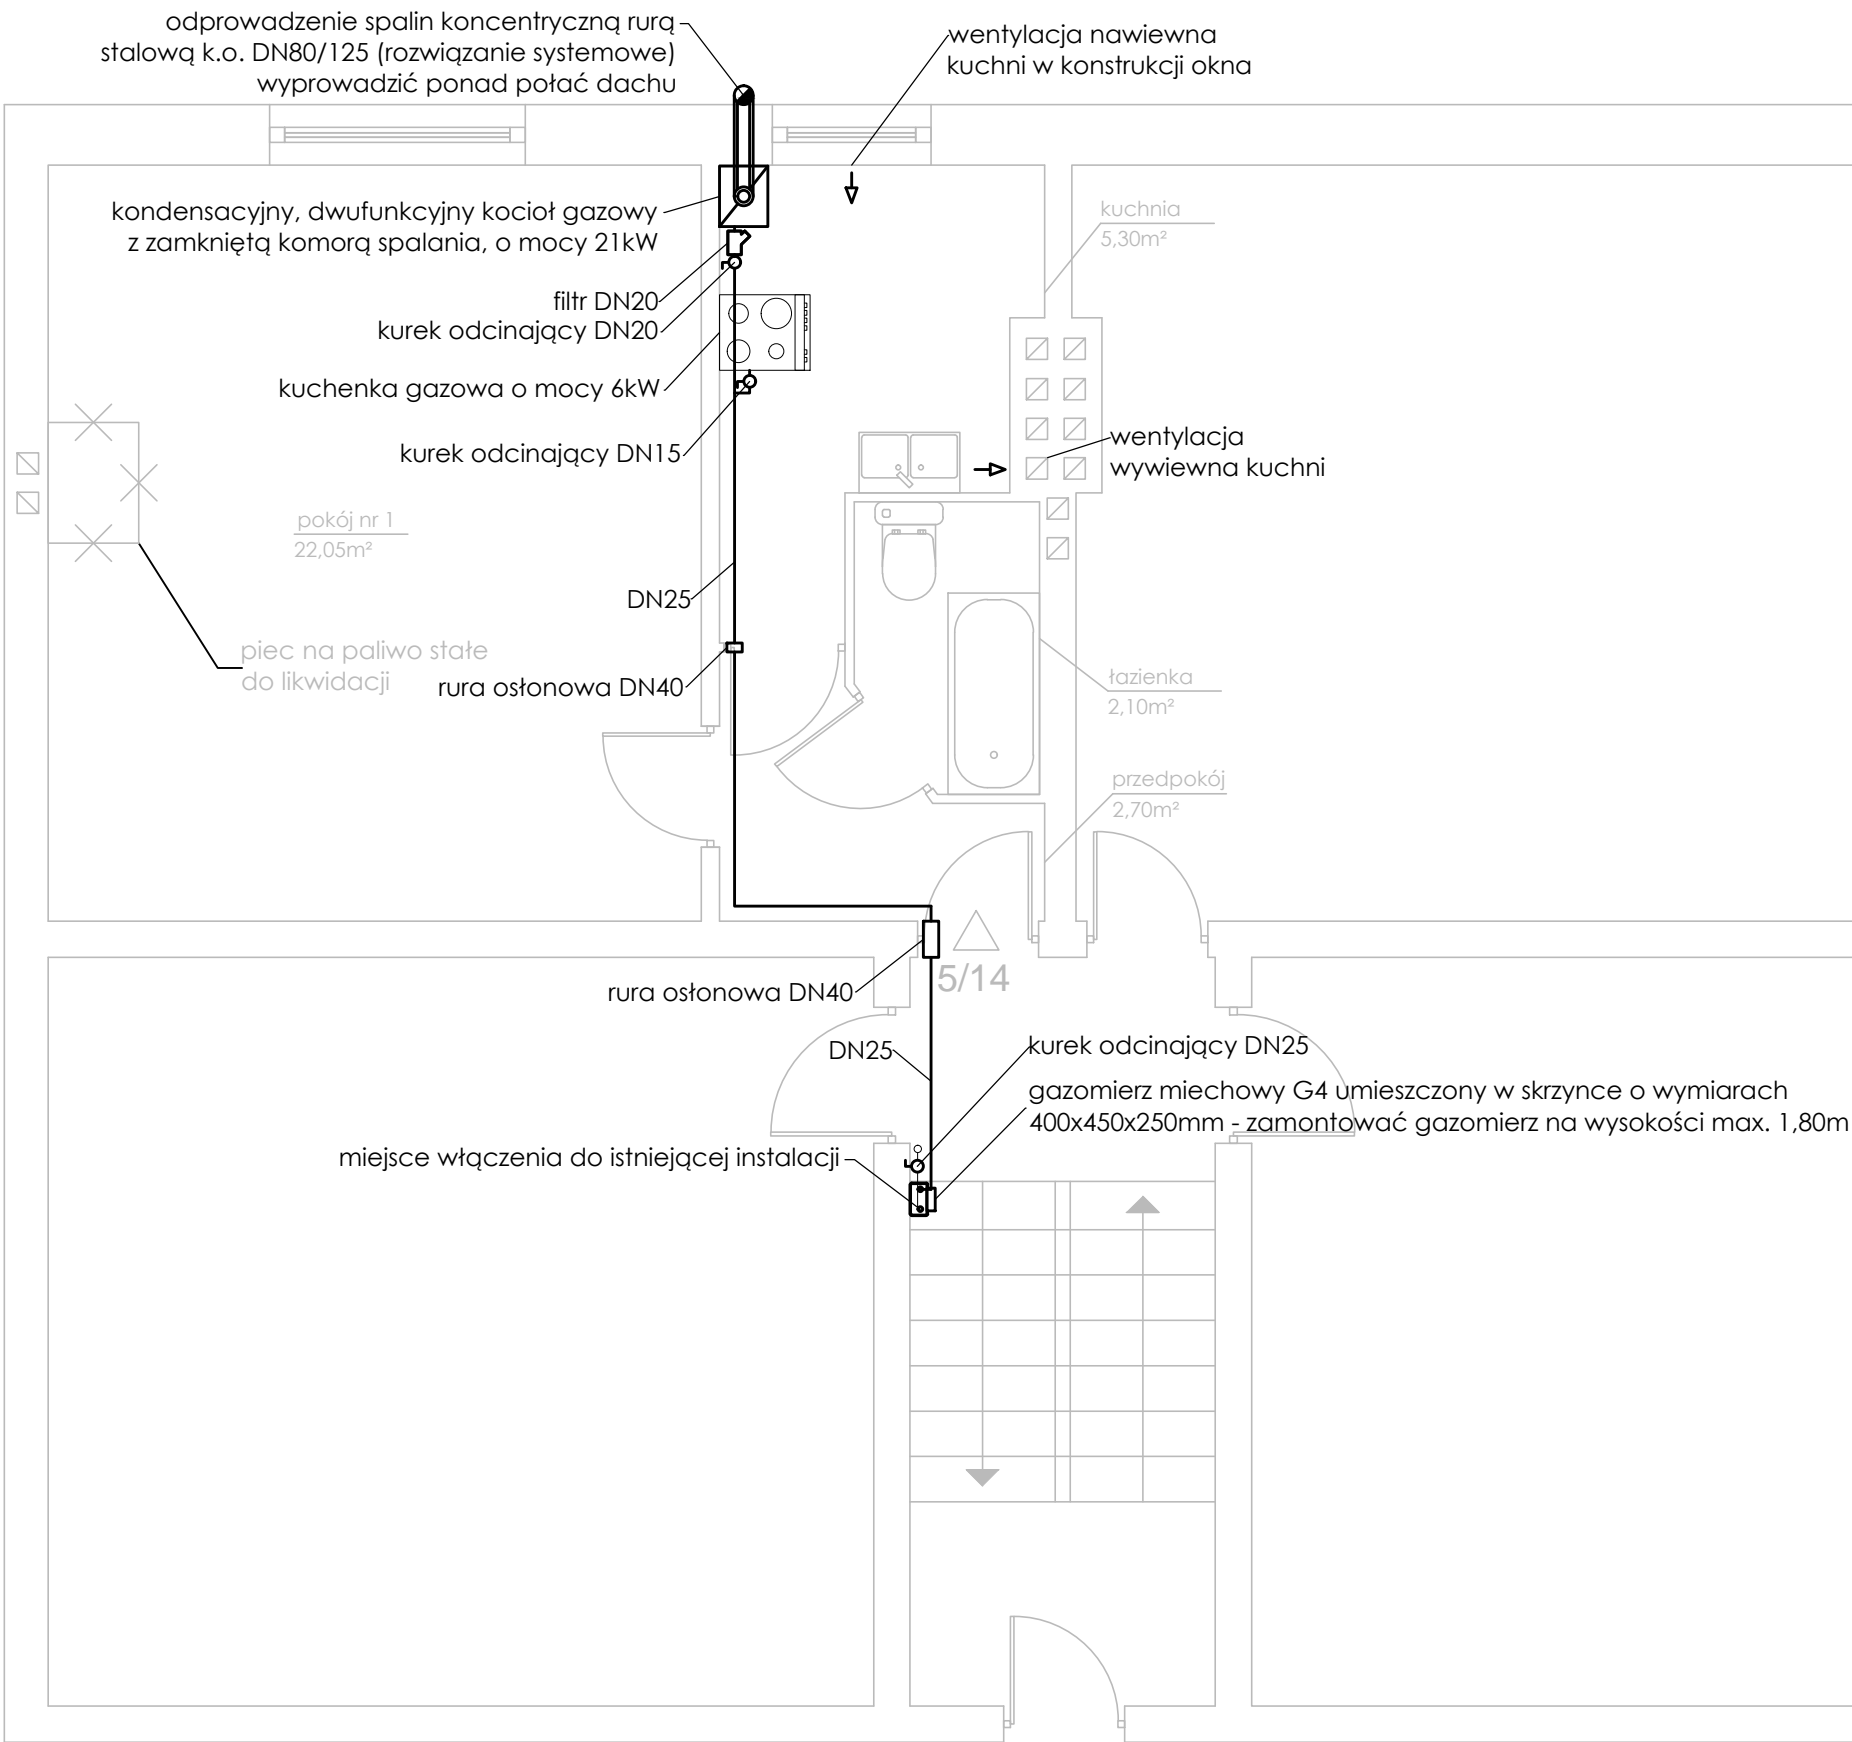 odprowadzenie spalin koncentryczną rurą
stalową k.o. DN80/125 (rozwiązanie systemowe)
wyprowadzić ponad połać dachu
wentylacja nawiewna
kuchni w konstrukcji okna
kondensacyjny, dwufunkcyjny kocioł gazowy
z zamkniętą komorą spalania, o mocy 21kW
kuchnia
5,30m²
filtr DN20
kurek odcinający DN20
kuchenka gazowa o mocy 6kW
kurek odcinający DN15
wentylacja
wywiewna kuchni
pokój nr 1
22,05m²
DN25
piec na paliwo stałe
do likwidacji
rura osłonowa DN40
łazienka
2,10m²
przedpokój
2,70m²
5/14
rura osłonowa DN40
DN25
kurek odcinający DN25
gazomierz miechowy G4 umieszczony w skrzynce o wymiarach
400x450x250mm - zamontować gazomierz na wysokości max. 1,80m
miejsce włączenia do istniejącej instalacji